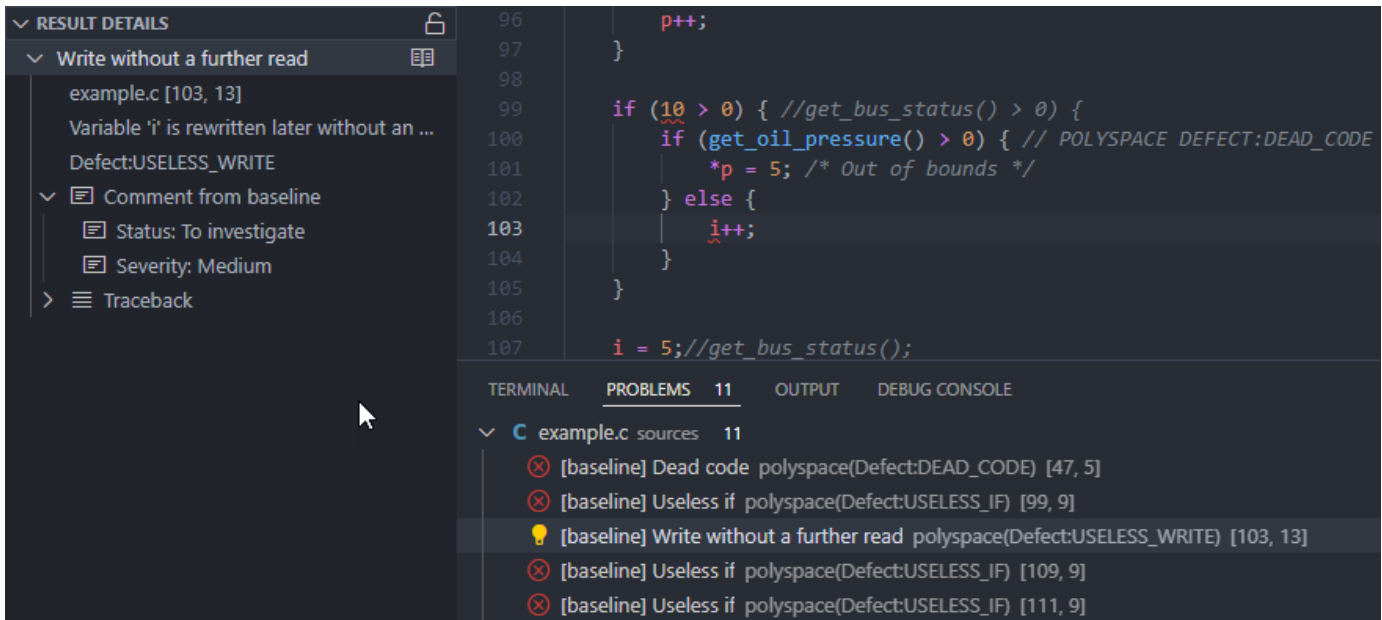 RESULT DETAILS
Write without a further read
example.c [103, 13]
Variable 'i' is rewritten later without an ...
Defect:USELESS_WRITE
Comment from baseline
Status: To investigate
Severity: Medium
Traceback
96 p++;
97 }
98
99 if (10 > 0) { //get_bus_status() > 0) {
100 if (get_oil_pressure() > 0) { // POLYSPACE DEFECT:DEAD_CODE
101 *p = 5; /* Out of bounds */
102 } else {
103 i++;
104 }
105 }
106
107 i = 5;//get_bus_status();
TERMINAL PROBLEMS 11 OUTPUT DEBUG CONSOLE
C example.c sources 11
[baseline] Dead code polyspace(Defect:DEAD_CODE) [47, 5]
[baseline] Useless if polyspace(Defect:USELESS_IF) [99, 9]
[baseline] Write without a further read polyspace(Defect:USELESS_WRITE) [103, 13]
[baseline] Useless if polyspace(Defect:USELESS_IF) [109, 9]
[baseline] Useless if polyspace(Defect:USELESS_IF) [111, 9]